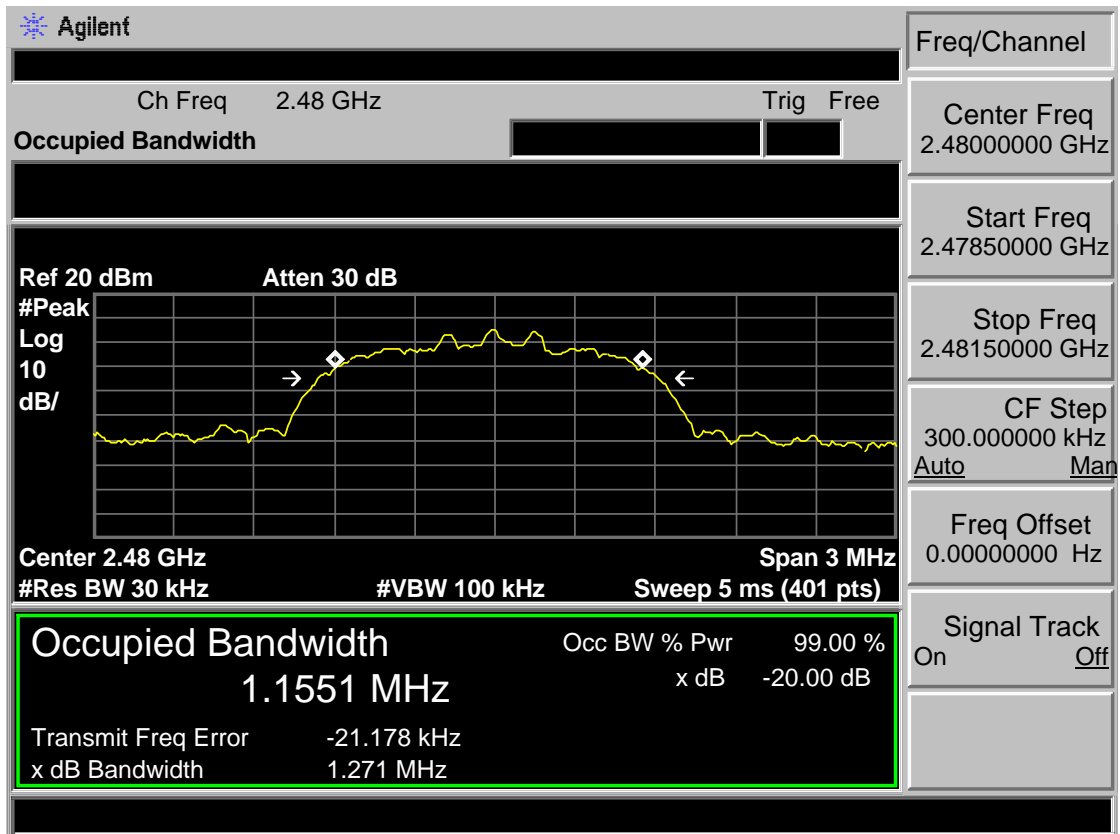 Agilent
Freq/Channel
Ch Freq 2.48 GHz Trig Free
Occupied Bandwidth
Center Freq
2.48000000 GHz
Start Freq
2.47850000 GHz
Stop Freq
2.48150000 GHz
CF Step
300.000000 kHz
Auto Man
Freq Offset
0.00000000 Hz
Signal Track
On Off
Ref 20 dBm Atten 30 dB
#Peak
Log
10
dB/
Center 2.48 GHz Span 3 MHz
#Res BW 30 kHz #VBW 100 kHz Sweep 5 ms (401 pts)
Occupied Bandwidth Occ BW % Pwr 99.00 %
1.1551 MHz x dB -20.00 dB
Transmit Freq Error -21.178 kHz
x dB Bandwidth 1.271 MHz